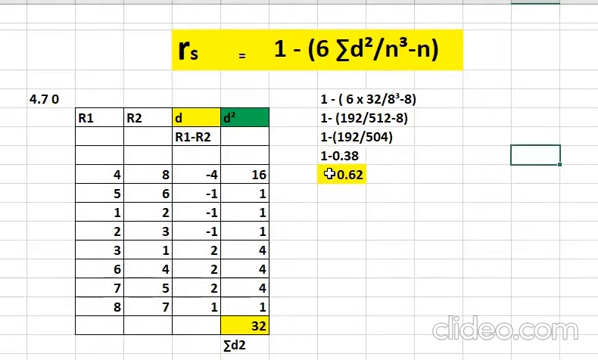 rs = 1 - (6 ∑d²/n³-n)
4.7 0
1 - ( 6 x 32/8³-8)
R1 R2 d d²
1- (192/512-8)
R1-R2
1-(192/504)
1-0.38
4 8 -4 16
0.62
5 6 -1 1
1 2 -1 1
2 3 -1 1
3 1 2 4
6 4 2 4
7 5 2 4
8 7 1 1
32
∑d2
clideo.com